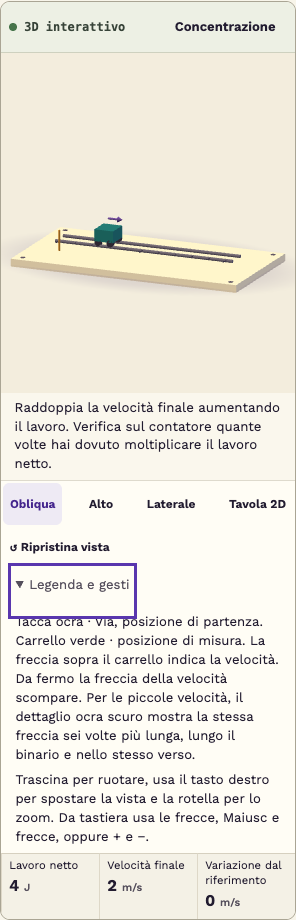 3D interattivo
Concentrazione
Raddoppia la velocità finale aumentando
il lavoro. Verifica sul contatore quante
volte hai dovuto moltiplicare il lavoro
netto.
Obliqua
Alto
Laterale
Tavola 2D
↺ Ripristina vista
▼ Legenda e gesti
Tacca ocra · via, posizione di partenza.
Carrello verde · posizione di misura. La
freccia sopra il carrello indica la velocità.
Da fermo la freccia della velocità
scompare. Per le piccole velocità, il
dettaglio ocra scuro mostra la stessa
freccia sei volte più lunga, lungo il
binario e nello stesso verso.
Trascina per ruotare, usa il tasto destro
per spostare la vista e la rotella per lo
zoom. Da tastiera usa le frecce, Maiusc e
frecce, oppure + e −.
Lavoro netto
4 J
Velocità finale
2 m/s
Variazione dal
riferimento
0 m/s